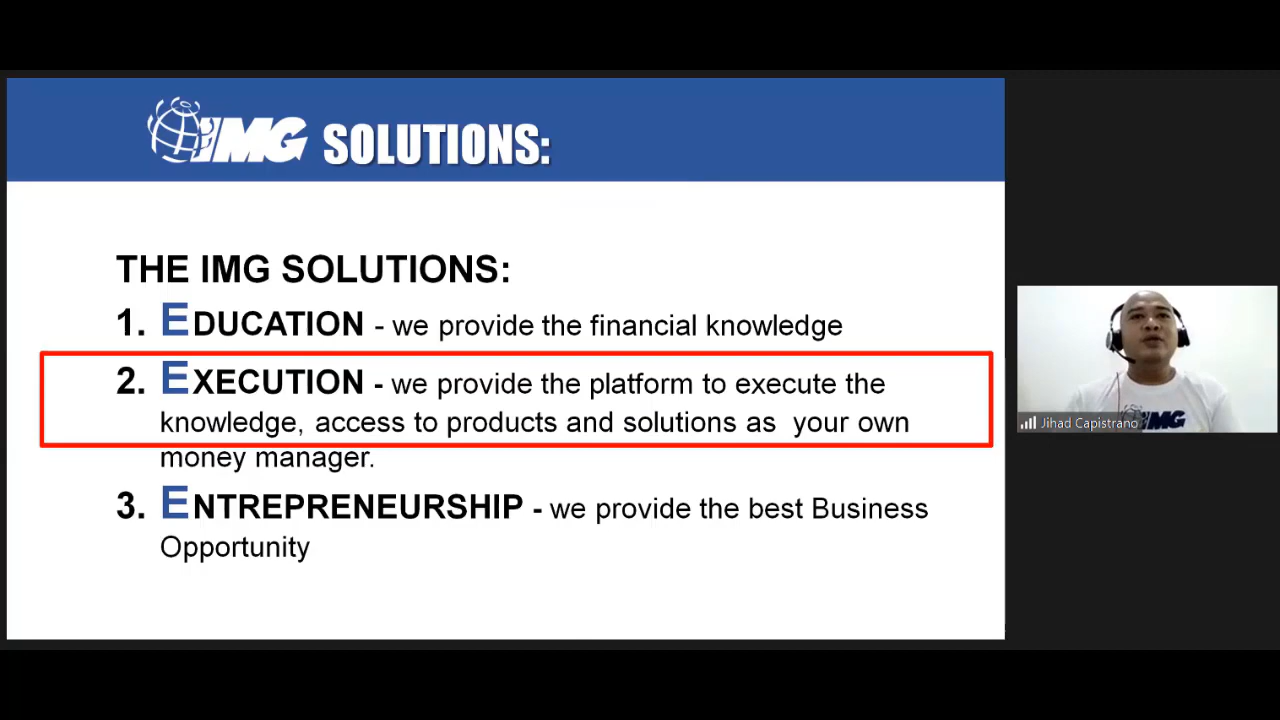 IMG SOLUTIONS:
THE IMG SOLUTIONS:
1. EDUCATION - we provide the financial knowledge
2. EXECUTION - we provide the platform to execute the
knowledge, access to products and solutions as your own
money manager.
3. ENTREPRENEURSHIP - we provide the best Business
Opportunity
IMG
Jihad Capistrano